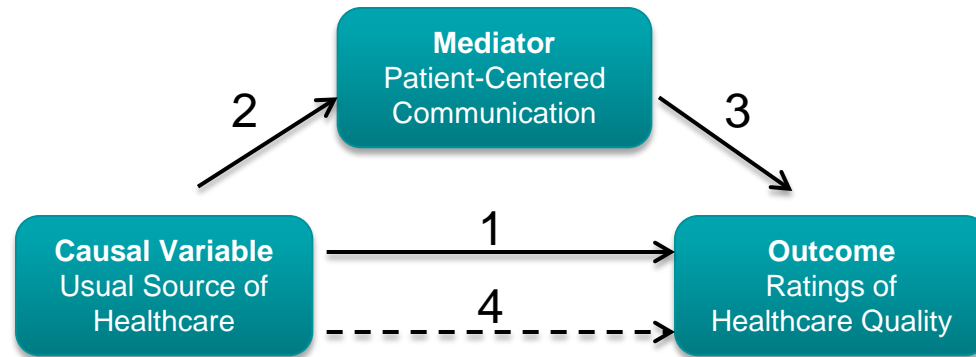 Mediator
Patient-Centered
Communication
2
3
Causal Variable
Usual Source of
Healthcare
1
4
Outcome
Ratings of
Healthcare Quality